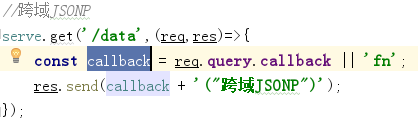 //跨域JSONP
serve.get('/data',(req,res)=>{
const callback = req.query.callback || 'fn';
res.send(callback + '("跨域JSONP")');
});